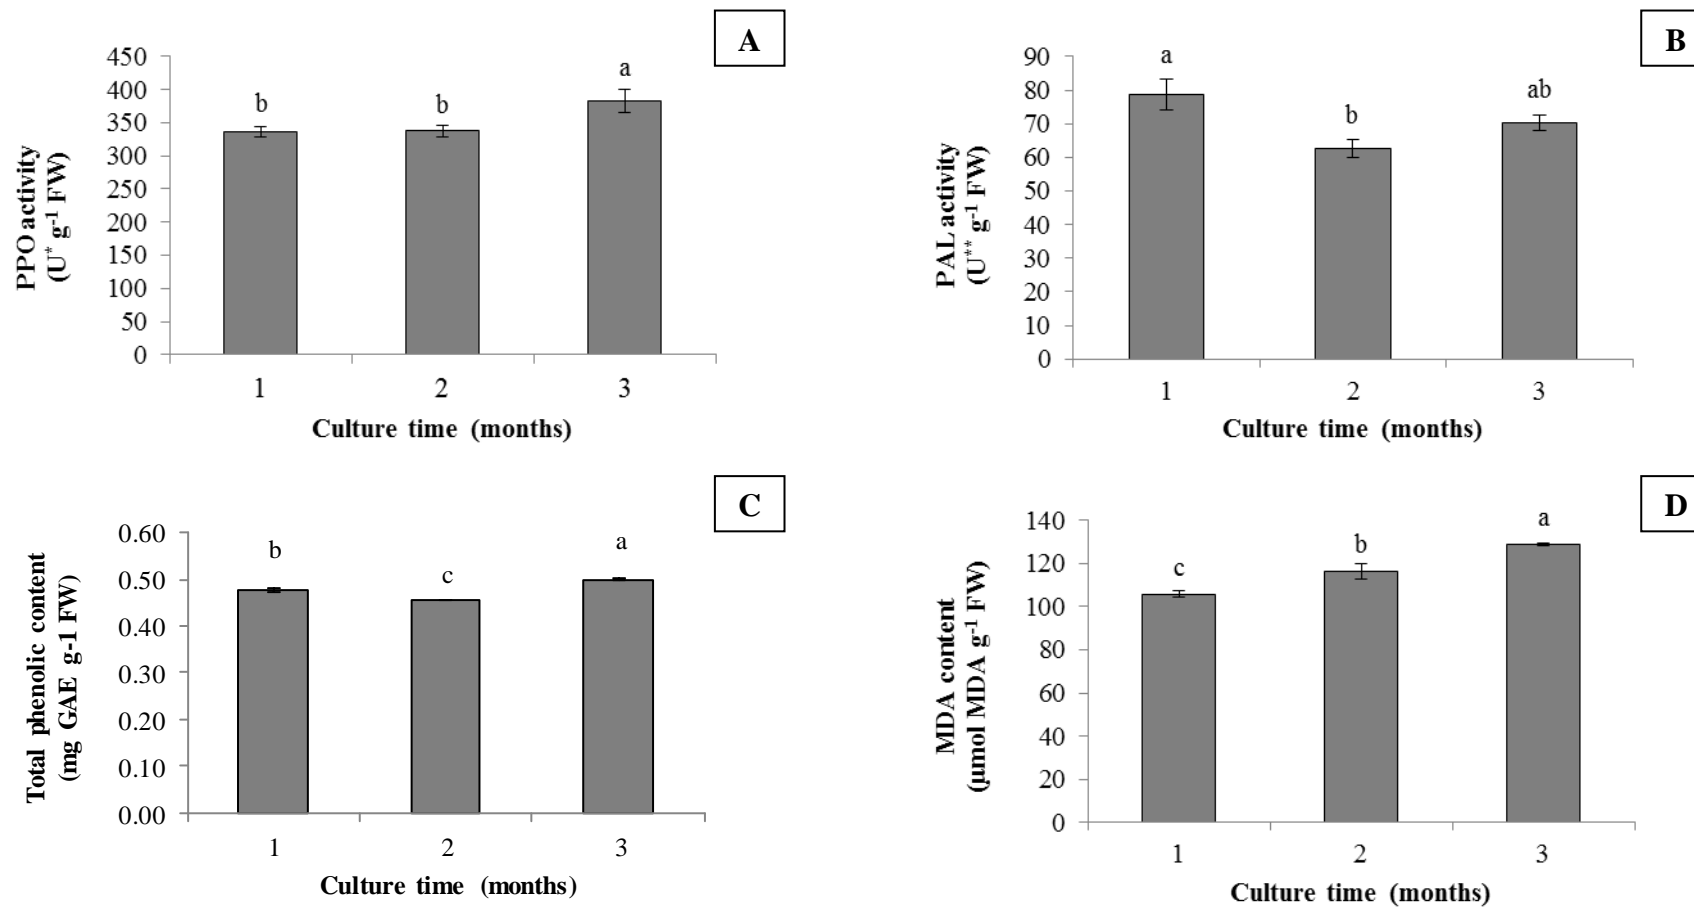 A
PPO activity
(U* g-1 FW)
450
400
350
300
250
200
150
100
50
0
b
b
a
1
2
3
Culture time (months)
B
PAL activity
(U** g-1 FW)
90
80
70
60
50
40
30
20
10
0
a
b
ab
1
2
3
Culture time (months)
C
Total phenolic content
(mg GAE g-1 FW)
0.60
0.50
0.40
0.30
0.20
0.10
0.00
b
c
a
1
2
3
Culture time (months)
D
MDA content
(µmol MDA g-1 FW)
140
120
100
80
60
40
20
0
c
b
a
1
2
3
Culture time (months)